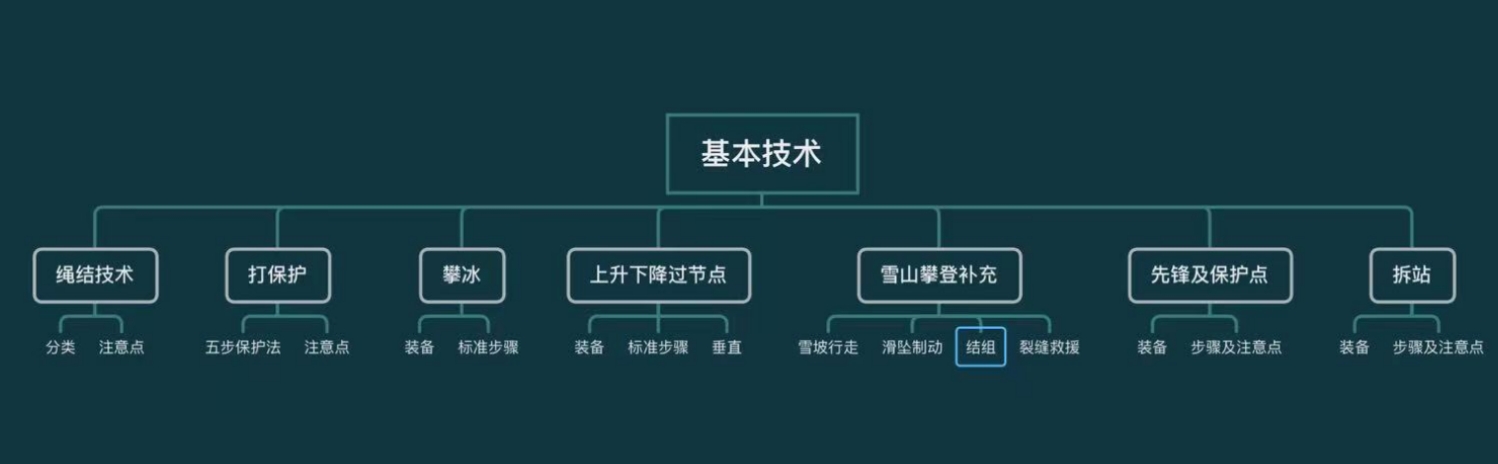 基本技术
绳结技术
打保护
攀冰
上升下降过节点
雪山攀登补充
先锋及保护点
拆站
分类
注意点
五步保护法
注意点
装备
标准步骤
装备
标准步骤
垂直
雪坡行走
滑坠制动
结组
裂缝救援
装备
步骤及注意点
装备
步骤及注意点